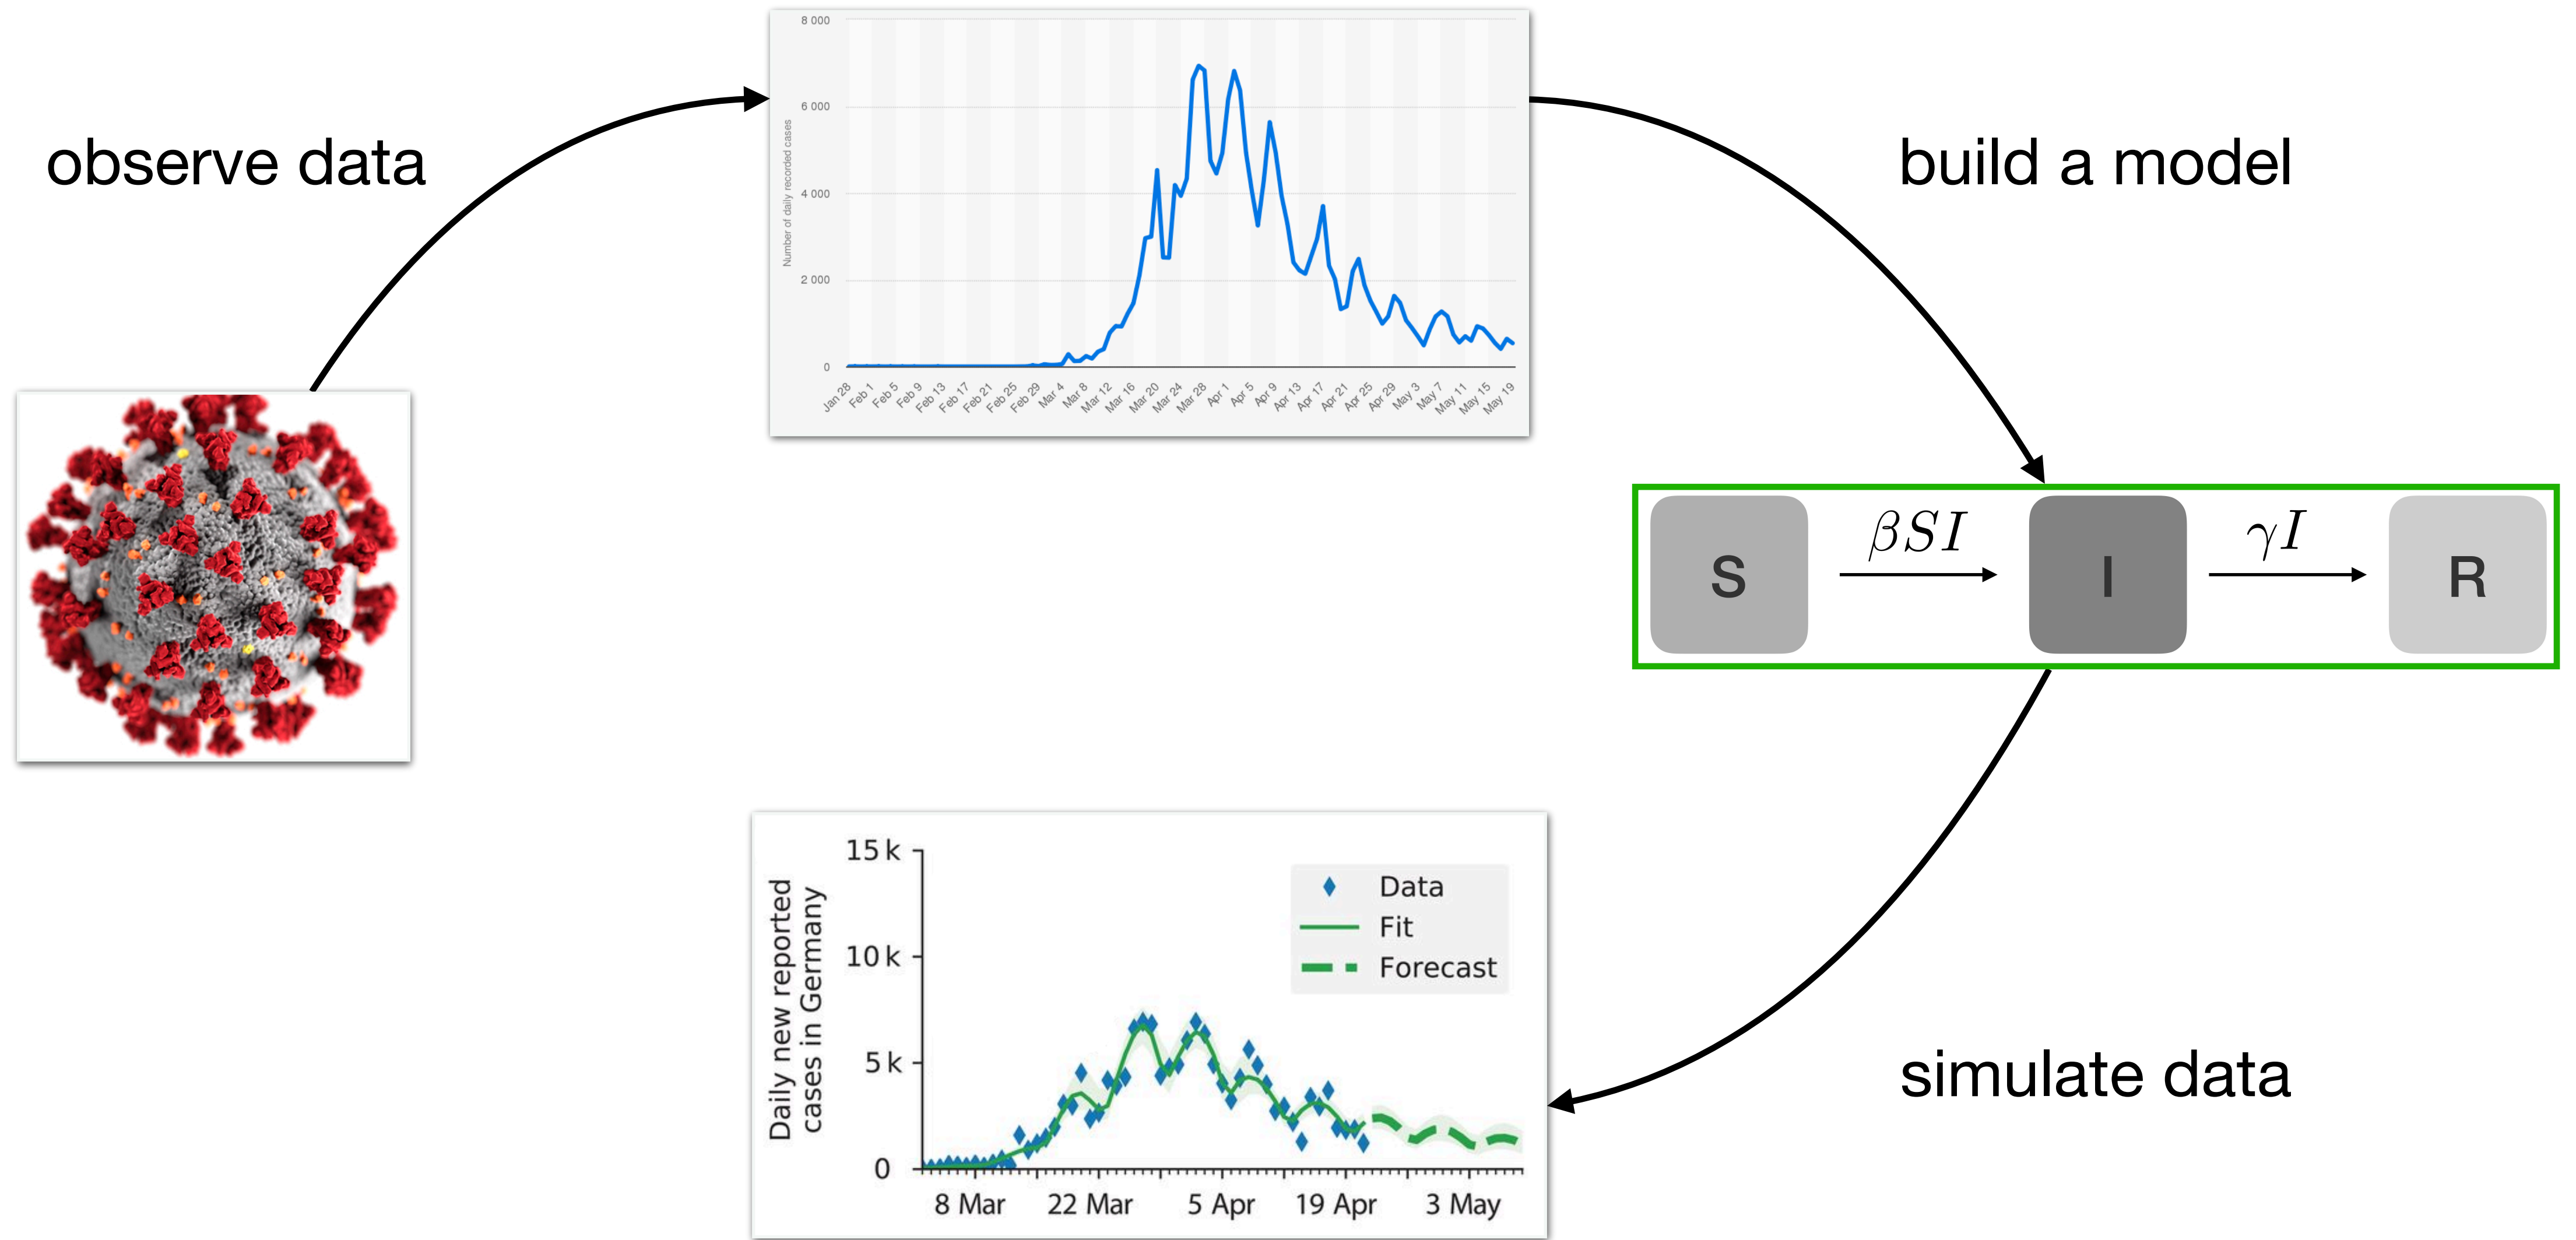 observe data
8 000
6 000
4 000
2 000
0
Number of daily recorded cases
Jan 28
Feb 1
Feb 5
Feb 9
Feb 13
Feb 17
Feb 21
Feb 25
Feb 29
Mar 4
Mar 8
Mar 12
Mar 16
Mar 20
Mar 24
Mar 28
Apr 1
Apr 5
Apr 9
Apr 13
Apr 17
Apr 21
Apr 25
Apr 29
May 3
May 7
May 11
May 15
May 19
build a model
S
βSI
I
γI
R
simulate data
15 k
10 k
5 k
0
Daily new reported
cases in Germany
Data
Fit
Forecast
8 Mar
22 Mar
5 Apr
19 Apr
3 May